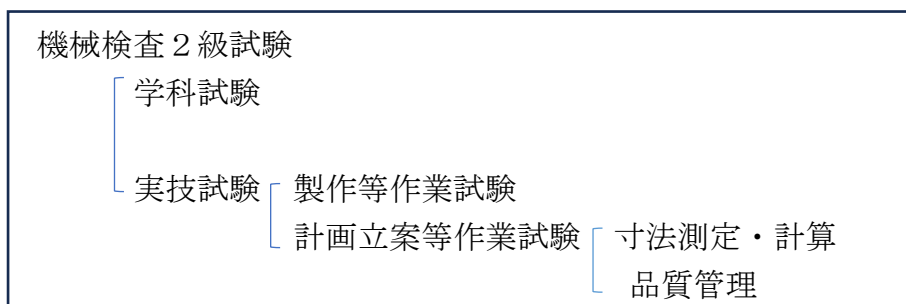 機械検査２級試験
学科試験
実技試験 製作等作業試験
計画立案等作業試験 寸法測定・計算
品質管理